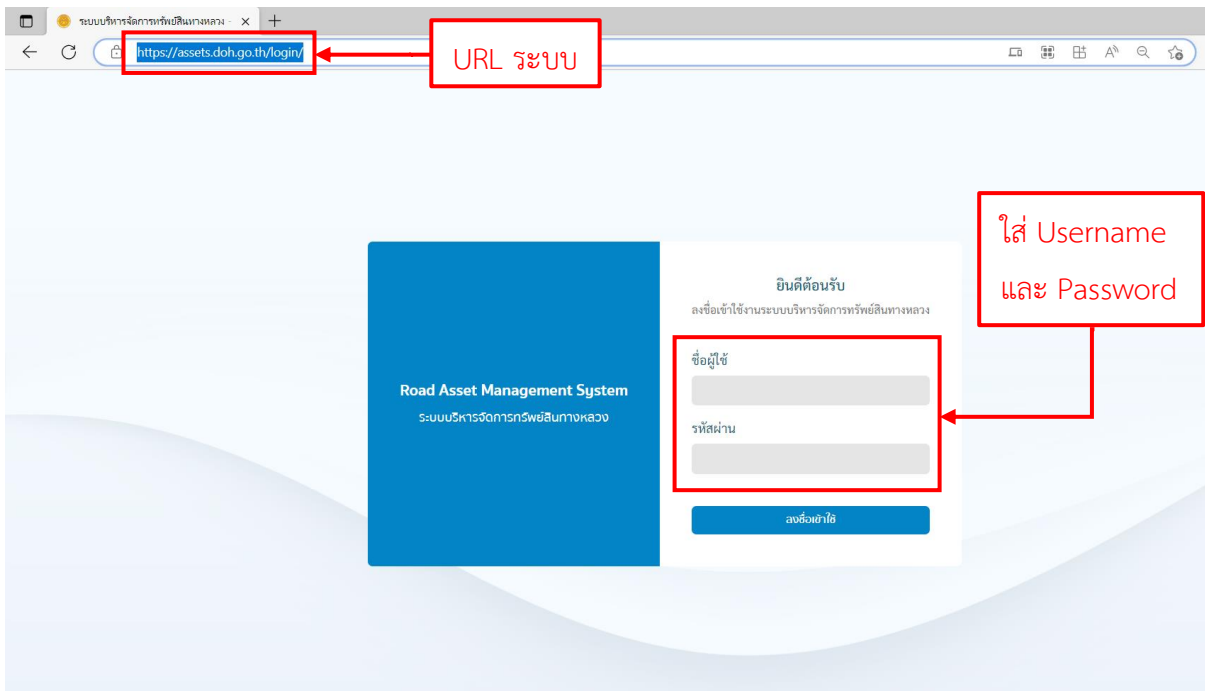 ระบบบริหารจัดการทรัพย์สินทางหลวง -
https://assets.doh.go.th/login/
URL ระบบ
ใส่ Username
และ Password
ยินดีต้อนรับ
ลงชื่อเข้าใช้งานระบบบริหารจัดการทรัพย์สินทางหลวง
ชื่อผู้ใช้
Road Asset Management System
ระบบบริหารจัดการทรัพย์สินทางหลวง
รหัสผ่าน
ลงชื่อเข้าใช้